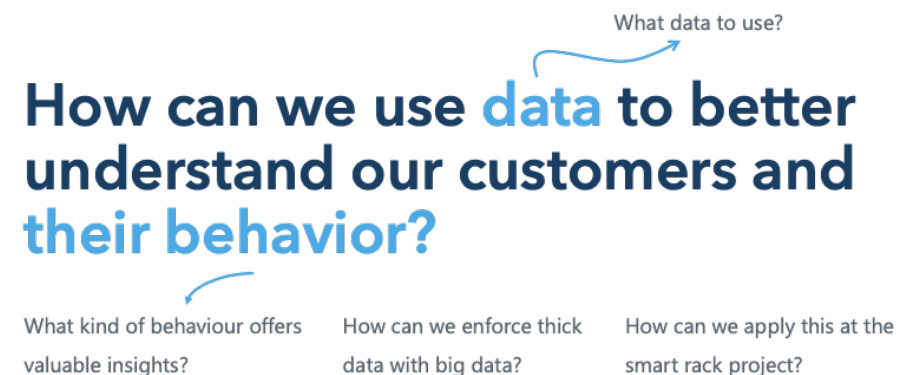 What data to use?
How can we use data to better
understand our customers and
their behavior?
What kind of behaviour offers
valuable insights?
How can we enforce thick
data with big data?
How can we apply this at the
smart rack project?